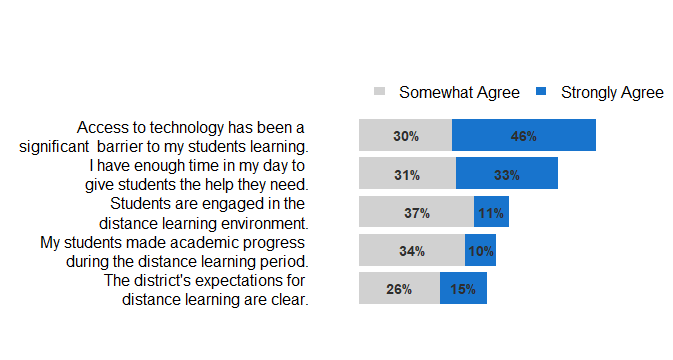 Somewhat Agree Strongly Agree
Access to technology has been a
significant barrier to my students learning.
30% 46%
I have enough time in my day to
give students the help they need.
31% 33%
Students are engaged in the
distance learning environment.
37% 11%
My students made academic progress
during the distance learning period.
34% 10%
The district's expectations for
distance learning are clear.
26% 15%